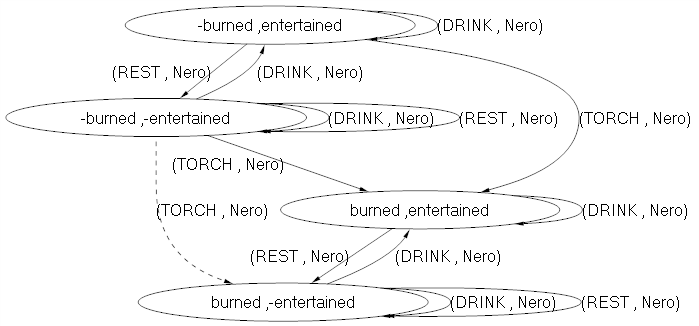 -burned ,entertained
(DRINK , Nero)
(REST , Nero)
(DRINK , Nero)
-burned ,-entertained
(DRINK , Nero)
(REST , Nero)
(TORCH , Nero)
(TORCH , Nero)
burned ,entertained
(DRINK , Nero)
(TORCH , Nero)
(REST , Nero)
(DRINK , Nero)
burned ,-entertained
(DRINK , Nero)
(REST , Nero)